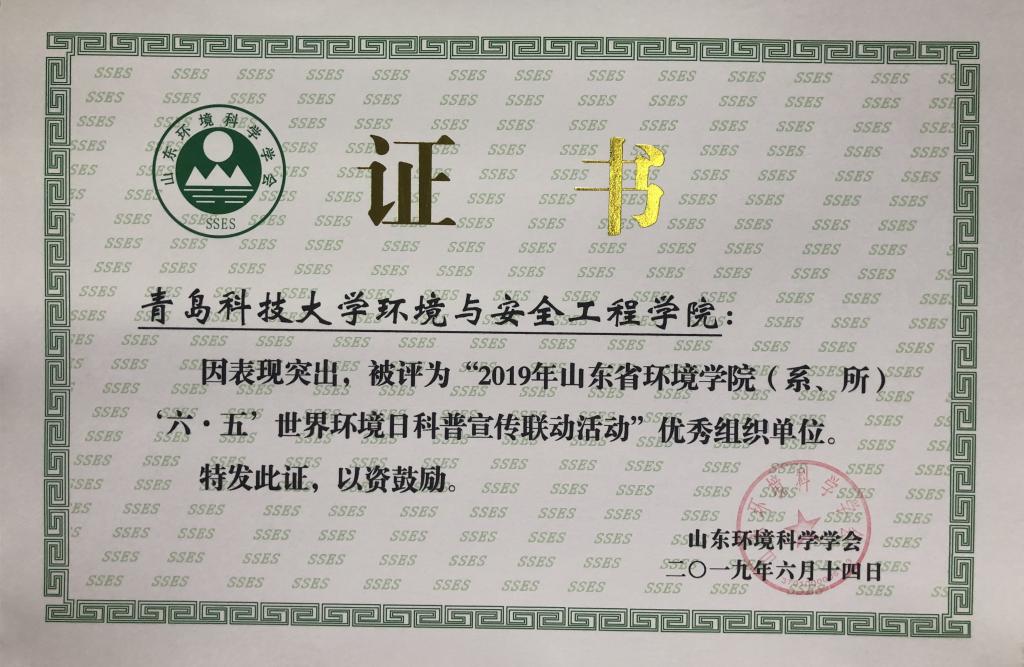 山东环境科学学会
SSES
证书
青岛科技大学环境与安全工程学院：
因表现突出，被评为“2019年山东省环境学院（系、所）
‘六·五’世界环境日科普宣传联动活动”优秀组织单位。
特发此证，以资鼓励。
山东环境科学学会
二〇一九年六月十四日